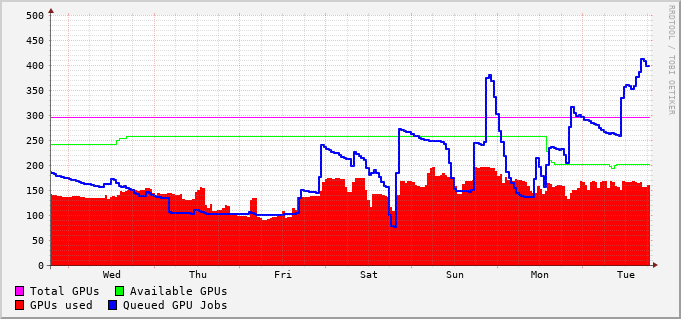 500
450
400
350
300
250
200
150
100
50
0
Wed Thu Fri Sat Sun Mon Tue
Total GPUs Available GPUs
GPUs used Queued GPU Jobs
RRDTOOL / TOBI OETIKER